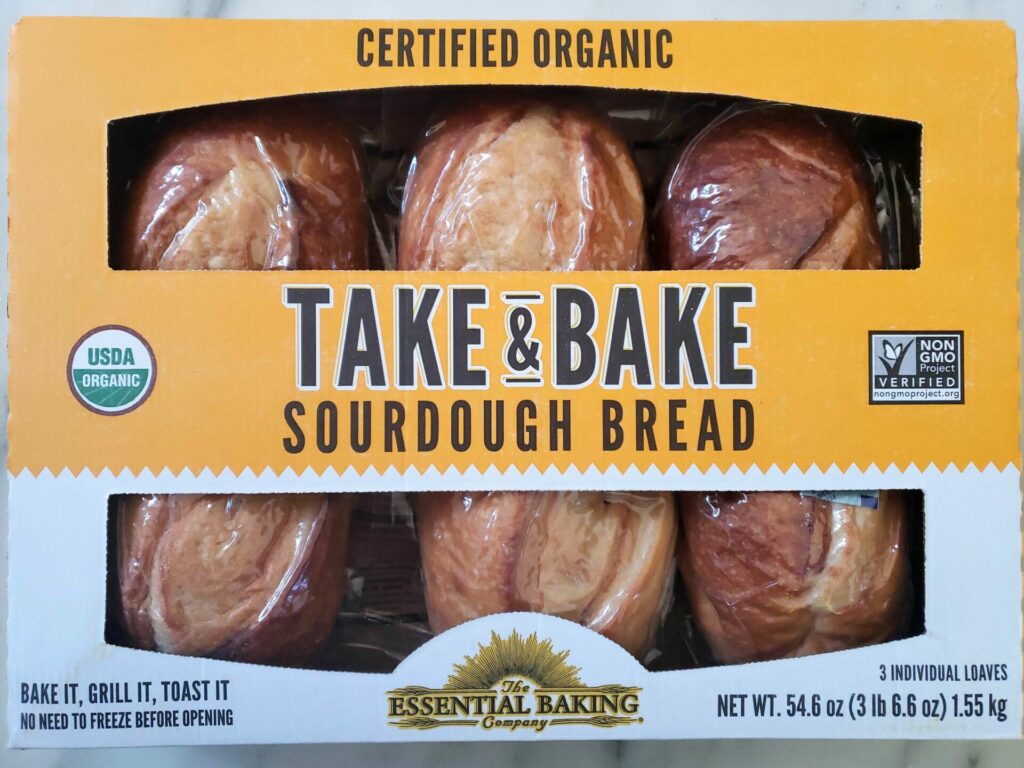 CERTIFIED ORGANIC
TAKE & BAKE
SOURDOUGH BREAD
USDA
ORGANIC
NON
GMO
Project
VERIFIED
nongmoproject.org
BAKE IT, GRILL IT, TOAST IT
NO NEED TO FREEZE BEFORE OPENING
The
ESSENTIAL BAKING
Company
3 INDIVIDUAL LOAVES
NET WT. 54.6 oz (3 lb 6.6 oz) 1.55 kg